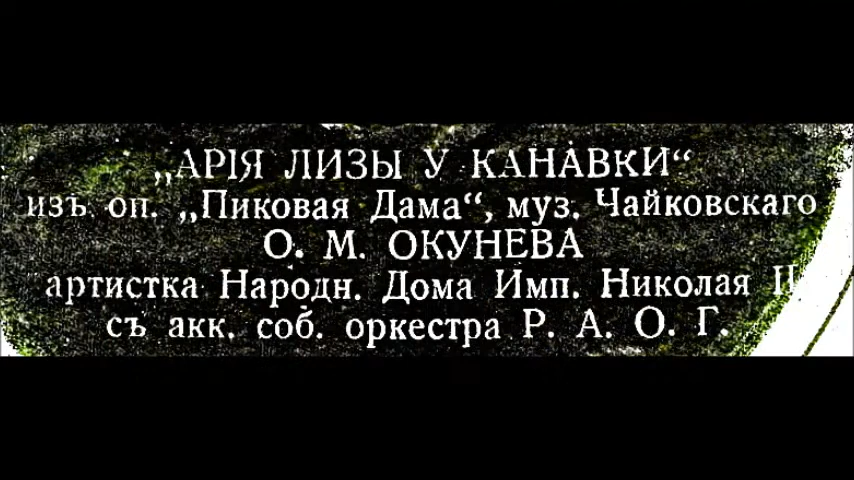 „АРІЯ ЛИЗЫ У КАНАВКИ“
изъ оп. „Пиковая Дама“, муз. Чайковскаго
О. М. ОКУНЕВА
артистка Народн. Дома Имп. Николая II,
съ акк. соб. оркестра Р. А. О. Г.